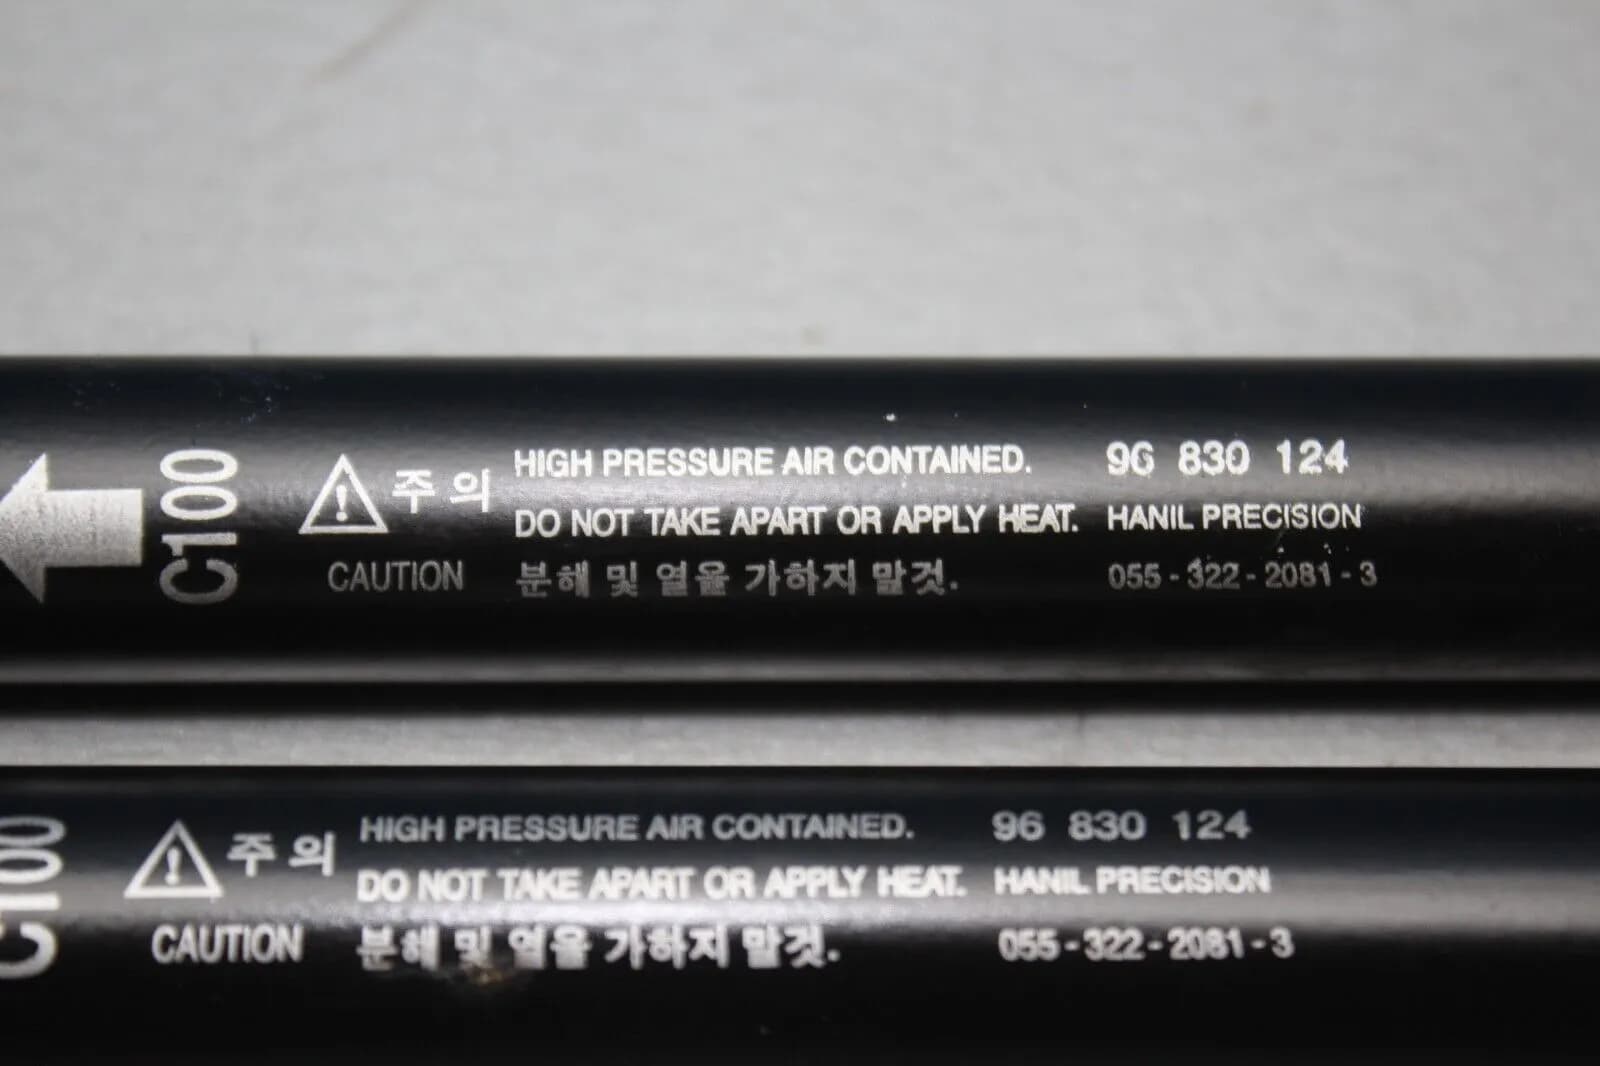 C100
주의
CAUTION
HIGH PRESSURE AIR CONTAINED.
DO NOT TAKE APART OR APPLY HEAT.
분해 및 열을 가하지 말것.
96 830 124
HANIL PRECISION
055-322-2081-3
C100
주의
CAUTION
HIGH PRESSURE AIR CONTAINED.
DO NOT TAKE APART OR APPLY HEAT.
분해 및 열을 가하지 말것.
96 830 124
HANIL PRECISION
055-322-2081-3